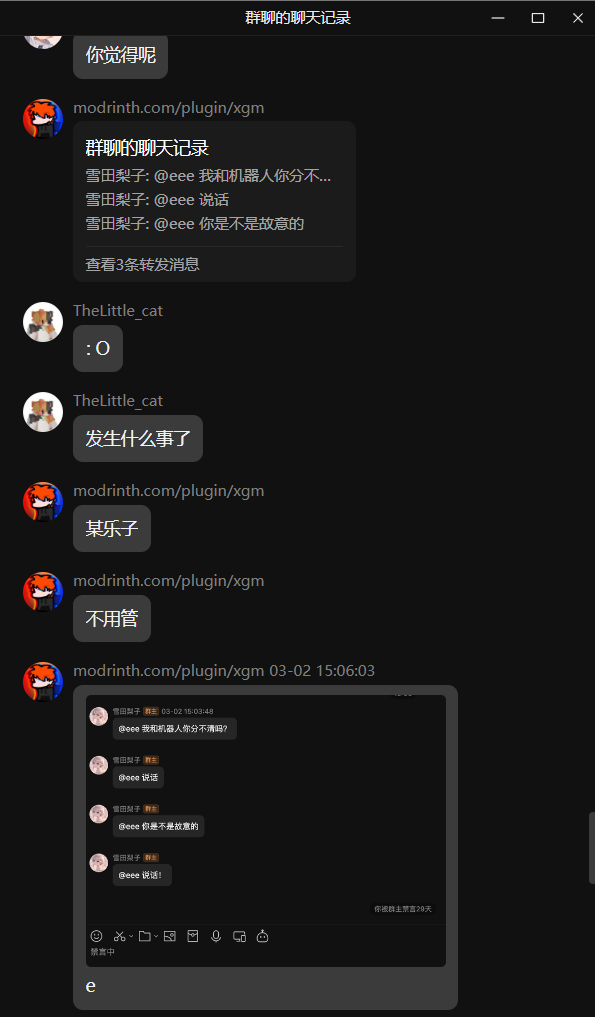 群聊的聊天记录
你觉得呢
modrinth.com/plugin/xgm
群聊的聊天记录
雪田梨子: @eee 我和机器人你分不...
雪田梨子: @eee 说话
雪田梨子: @eee 你是不是故意的
查看3条转发消息
TheLittle_cat
: O
TheLittle_cat
发生什么事了
modrinth.com/plugin/xgm
某乐子
modrinth.com/plugin/xgm
不用管
modrinth.com/plugin/xgm 03-02 15:06:03
雪田梨子 群主 03-02 15:03:48
@eee 我和机器人你分不清吗?
雪田梨子 群主
@eee 说话
雪田梨子 群主
@eee 你是不是故意的
雪田梨子 群主
@eee 说话!
你被群主禁言29天
禁言中
e